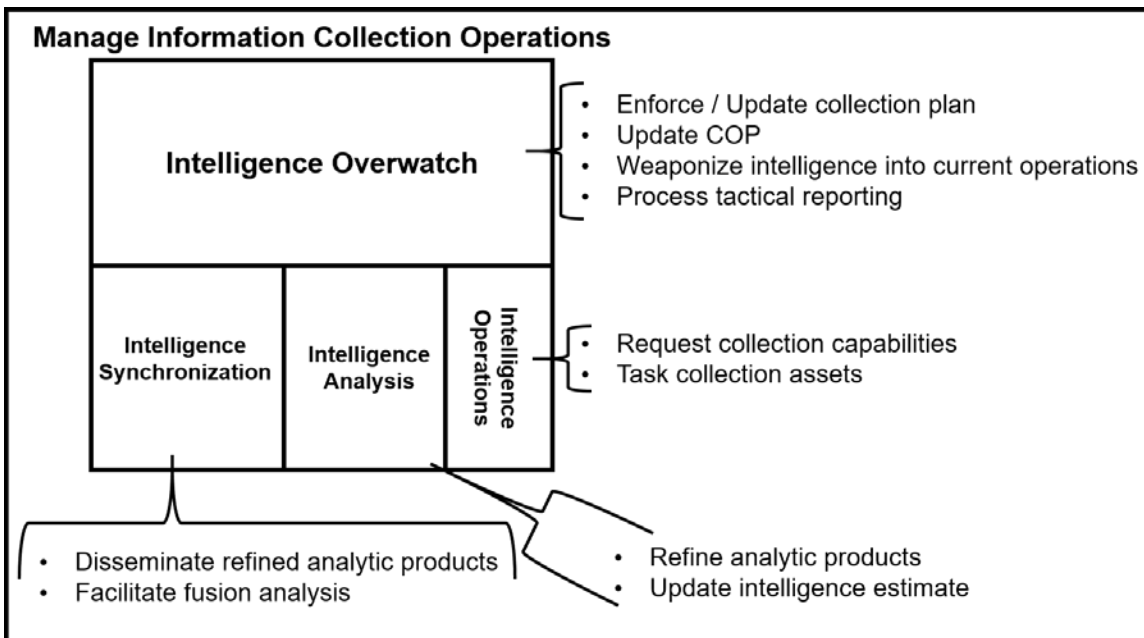 Manage Information Collection Operations
Intelligence Overwatch
• Enforce / Update collection plan
• Update COP
• Weaponize intelligence into current operations
• Process tactical reporting
Intelligence
Synchronization
Intelligence
Analysis
Intelligence
Operations
• Request collection capabilities
• Task collection assets
• Disseminate refined analytic products
• Facilitate fusion analysis
• Refine analytic products
• Update intelligence estimate